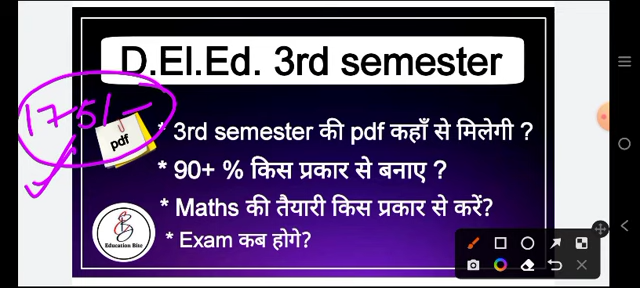 D.El.Ed. 3rd semester
175/-
pdf
* 3rd semester की pdf कहाँ से मिलेगी ?
* 90+ % किस प्रकार से बनाए ?
* Maths की तैयारी किस प्रकार से करें?
* Exam कब होगे?
Education Bite